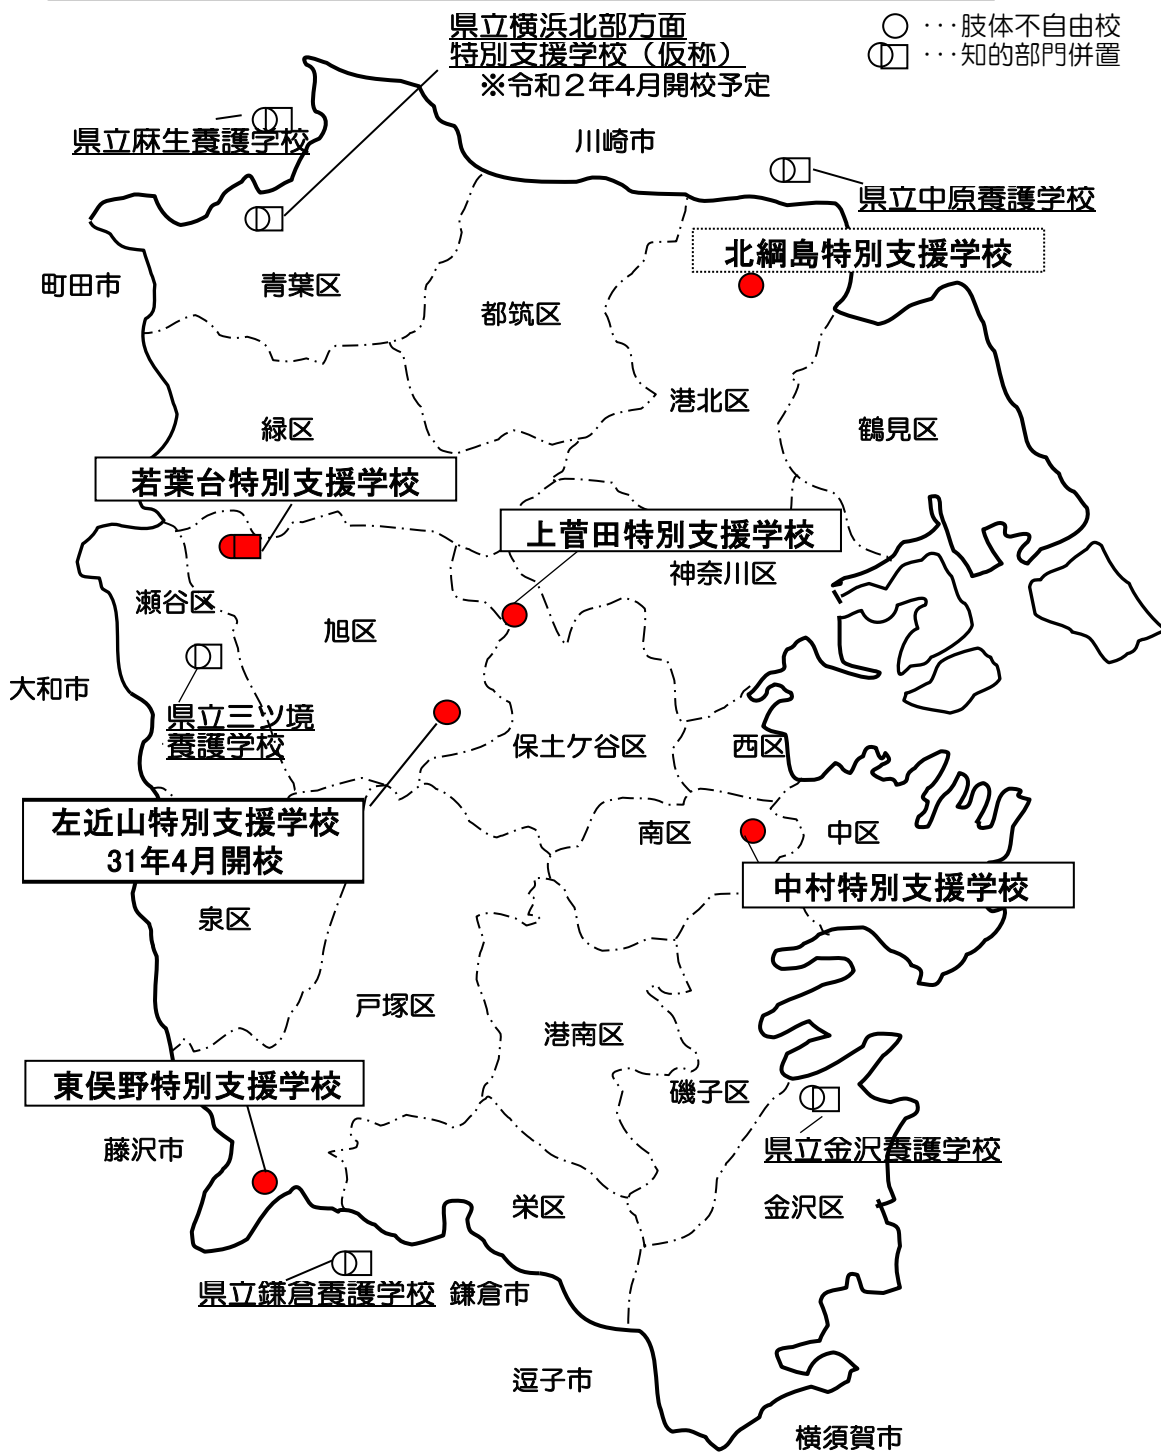 県立横浜北部方面
特別支援学校（仮称）
※令和２年4月開校予定
…肢体不自由校
…知的部門併置
県立麻生養護学校
川崎市
県立中原養護学校
北綱島特別支援学校
町田市
青葉区
都筑区
港北区
緑区
鶴見区
若葉台特別支援学校
上菅田特別支援学校
神奈川区
瀬谷区
旭区
大和市
県立三ツ境
養護学校
保土ケ谷区
西区
左近山特別支援学校
31年4月開校
南区
中区
中村特別支援学校
泉区
戸塚区
港南区
東俣野特別支援学校
磯子区
藤沢市
県立金沢養護学校
栄区
金沢区
県立鎌倉養護学校
鎌倉市
逗子市
横須賀市